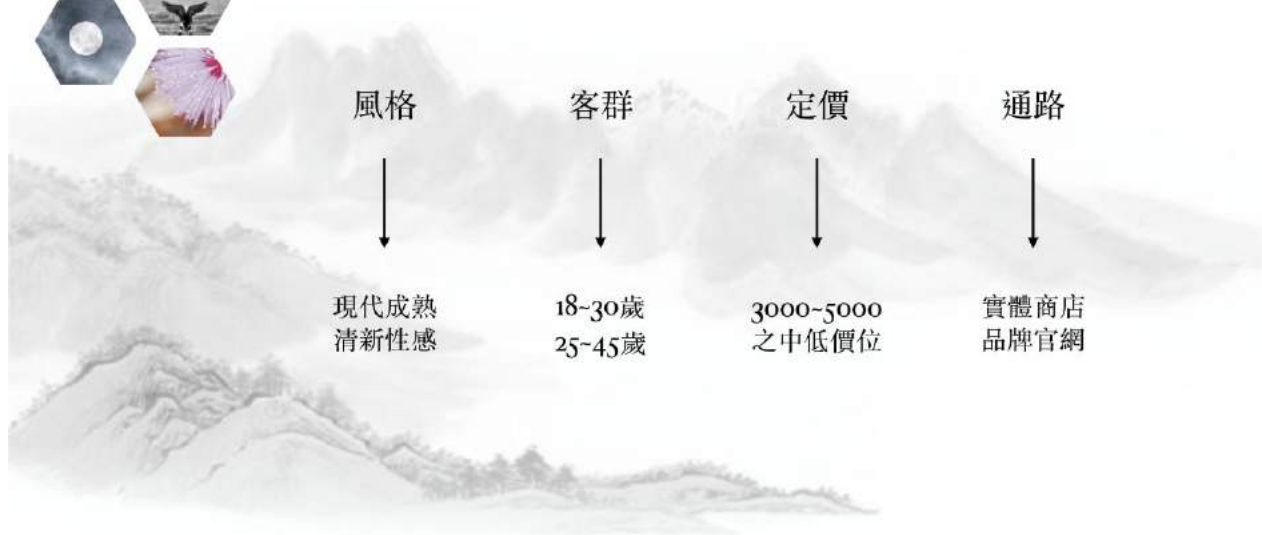 風格
客群
定價
通路
現代成熟
清新性感
18~30歲
25~45歲
3000~5000
之中低價位
實體商店
品牌官網